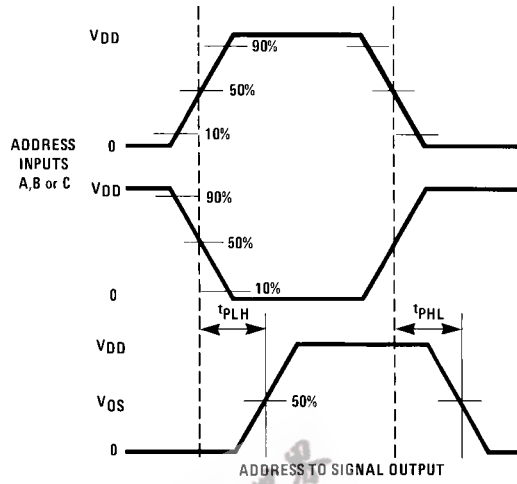 VDD
90%
50%
10%
ADDRESS
INPUTS
A,B or C
0
VDD
90%
50%
10%
0
tPLH
tPHL
VDD
VOS
50%
0
ADDRESS TO SIGNAL OUTPUT